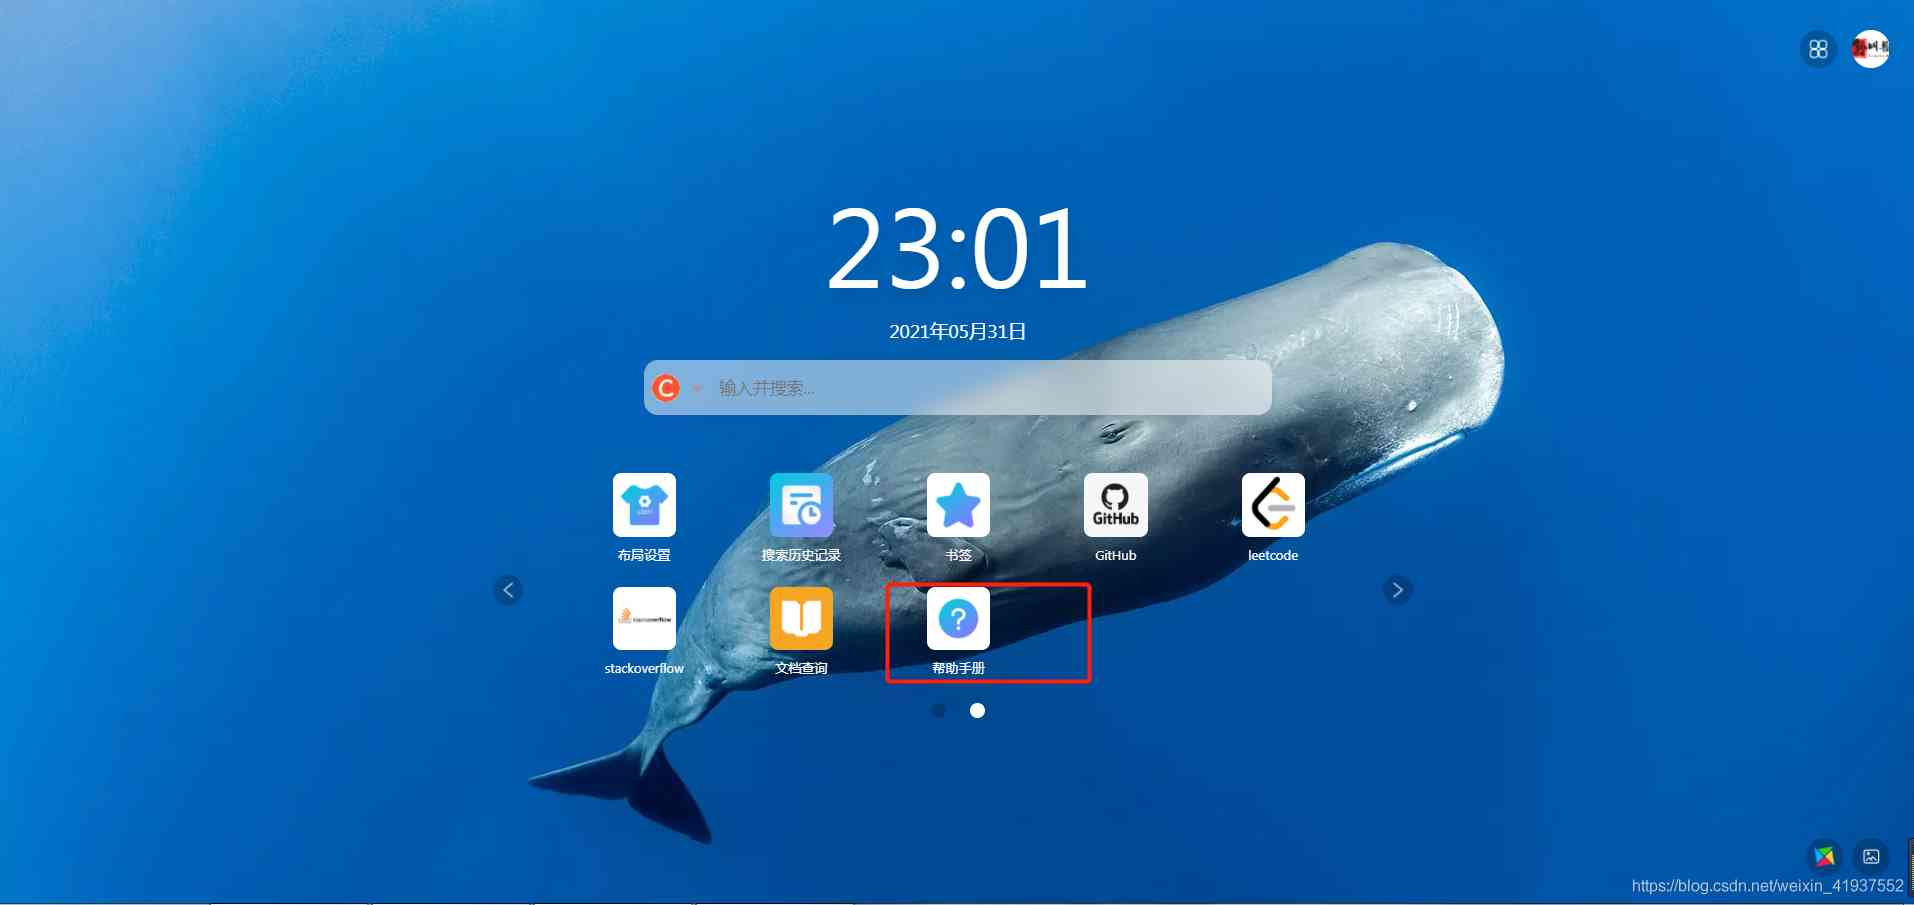 23:01
2021年05月31日
C
输入并搜索...
布局设置
搜索历史记录
书签
GitHub
GitHub
leetcode
stackoverflow
文档查询
?
帮助手册
https://blog.csdn.net/weixin_41937552